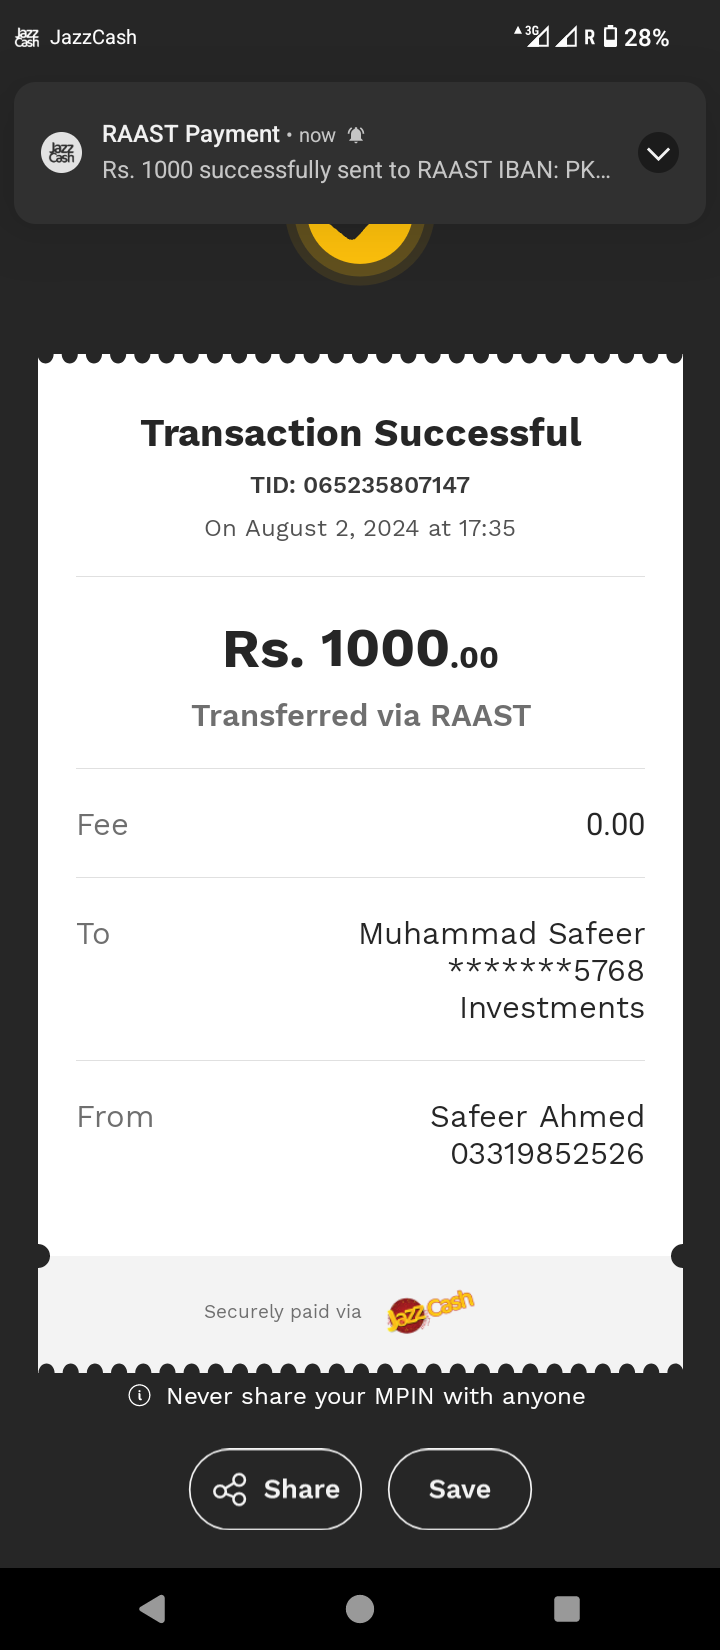 JazzCash
3G R 28%
Jazz Cash
RAAST Payment • now
Rs. 1000 successfully sent to RAAST IBAN: PK...
Transaction Successful
TID: 065235807147
On August 2, 2024 at 17:35
Rs. 1000.00
Transferred via RAAST
Fee 0.00
To Muhammad Safeer
*******5768
Investments
From Safeer Ahmed
03319852526
Securely paid via JazzCash
Never share your MPIN with anyone
Share Save